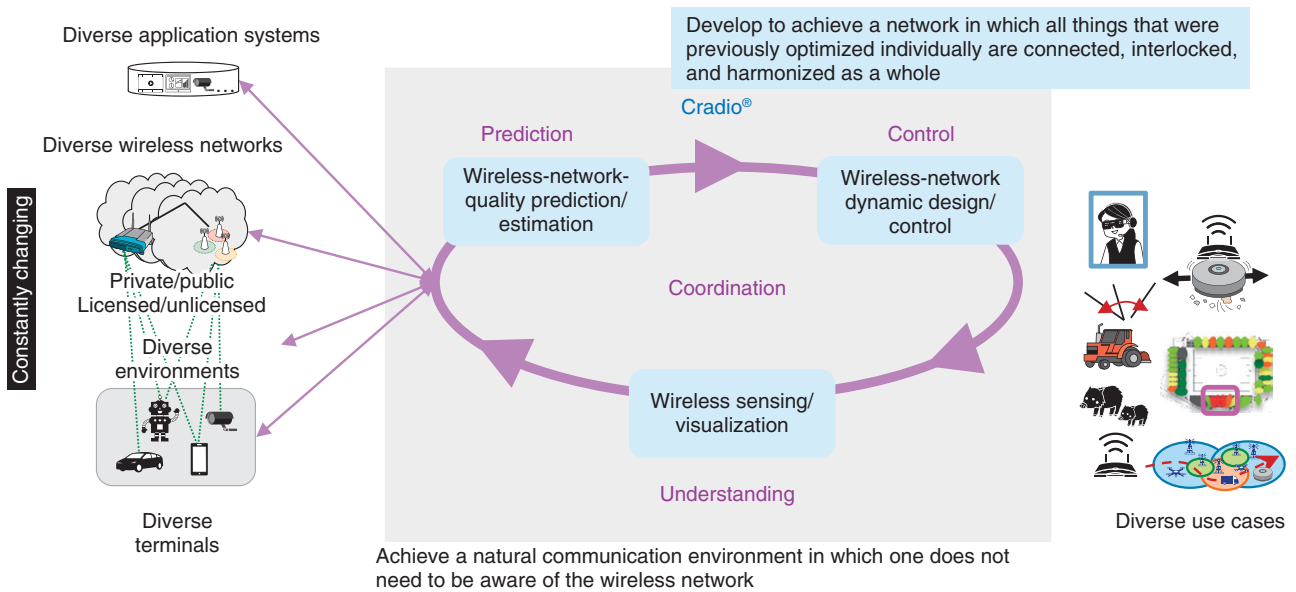 Develop to achieve a network in which all things that were
previously optimized individually are connected, interlocked,
and harmonized as a whole
Diverse application systems
Cradio®
Prediction
Control
Diverse wireless networks
Wireless-network-
quality prediction/
estimation
Wireless-network
dynamic design/
control
Constantly changing
Private/public
Licensed/unlicensed
Coordination
Diverse
environments
Wireless sensing/
visualization
Understanding
Diverse
terminals
Diverse use cases
Achieve a natural communication environment in which one does not
need to be aware of the wireless network